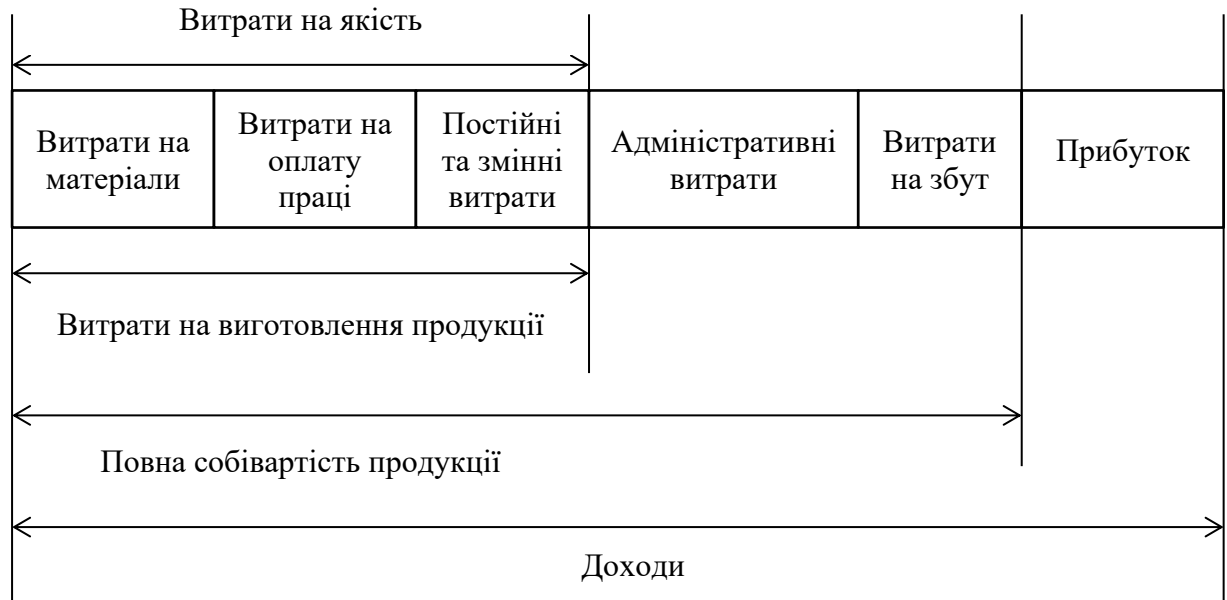 Витрати на якість
Витрати на
матеріали
Витрати на
оплату
праці
Постійні
та змінні
витрати
Адміністративні
витрати
Витрати
на збут
Прибуток
Витрати на виготовлення продукції
Повна собівартість продукції
Доходи